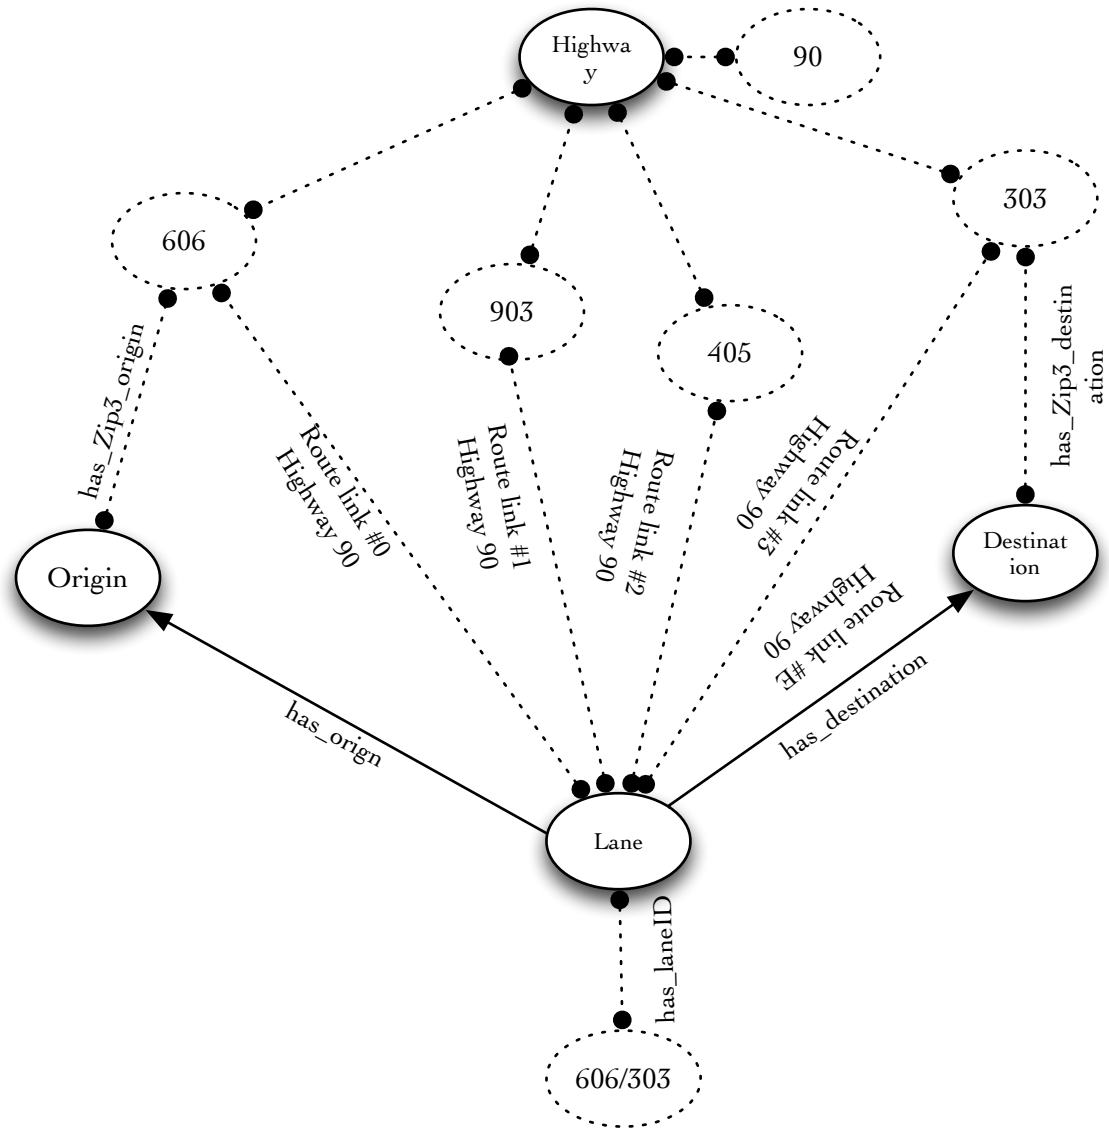 Highwa
y
90
303
606
903
405
has_Zip3_origin
Route link #0
Highway 90
Route link #1
Highway 90
Route link #2
Highway 90
Route link #3
Highway 90
has_Zip3_destin
ation
Origin
Destinat
ion
Route link #E
Highway 90
has_orign
has_destination
Lane
has_laneID
606/303